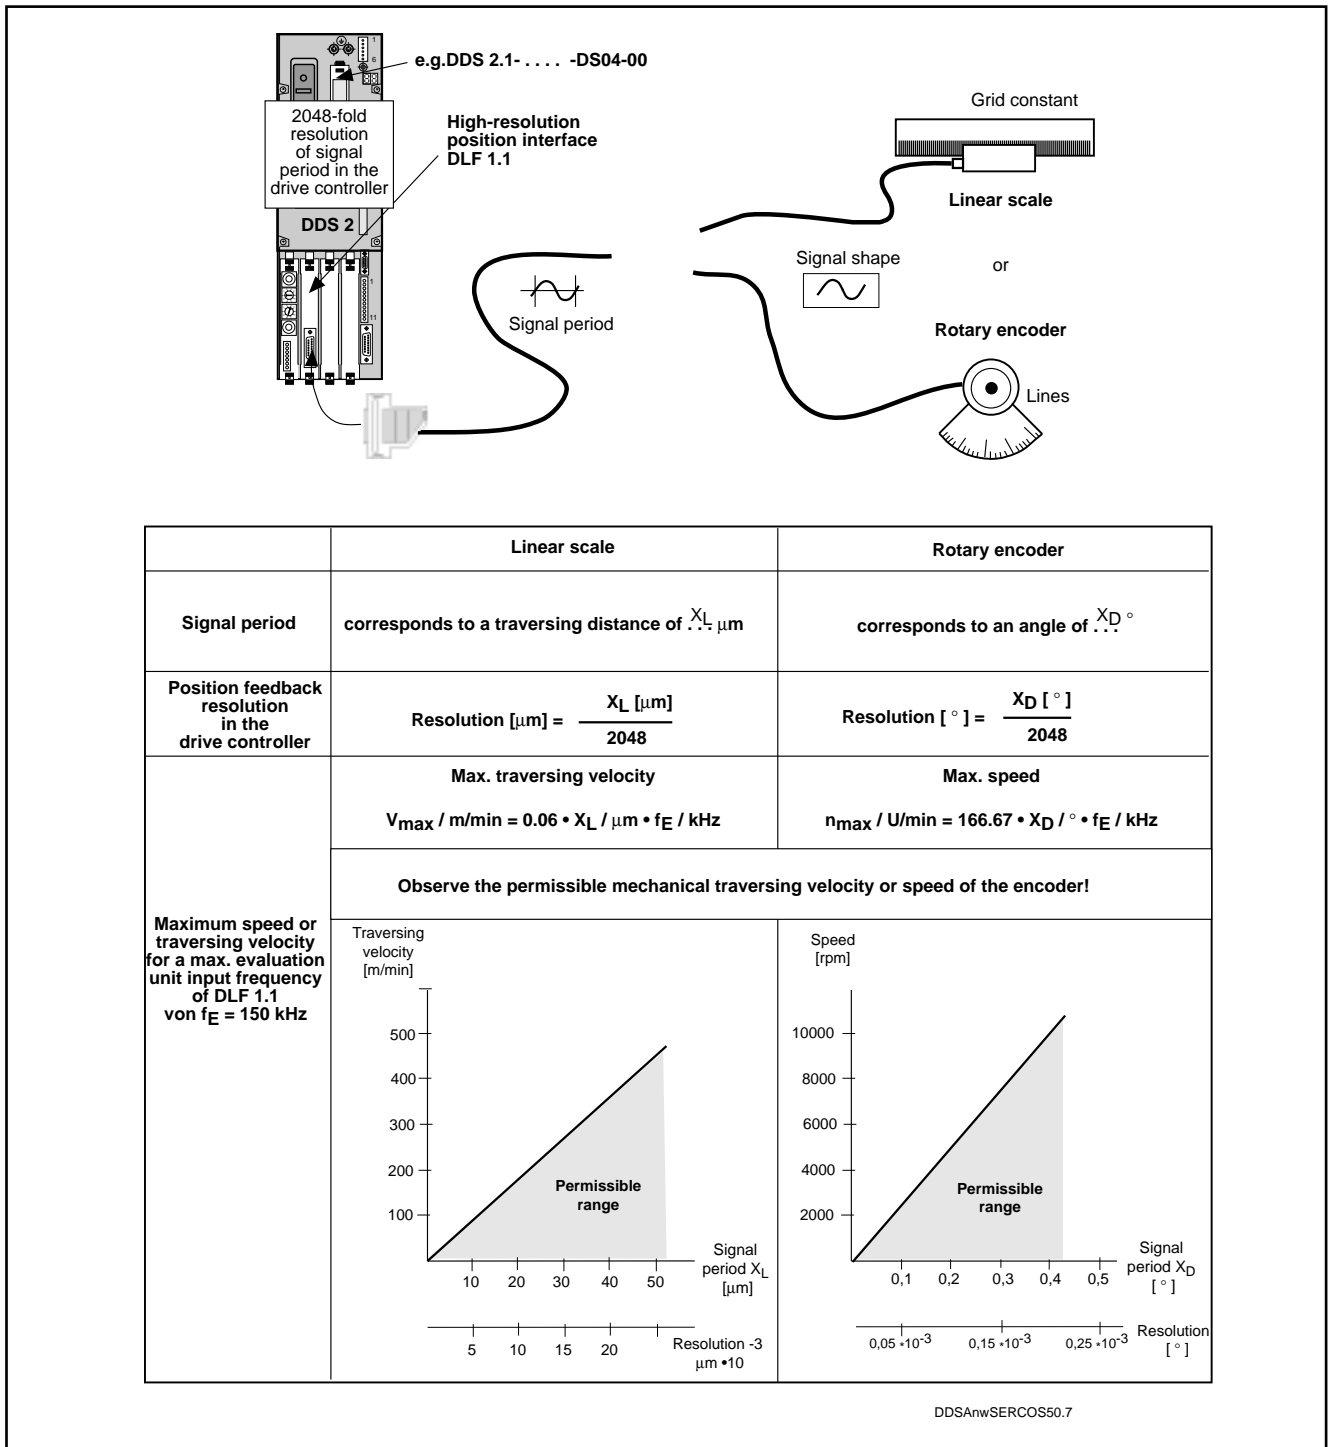 e.g.DDS 2.1- . . . . -DS04-00
1
6
2048-fold
resolution
of signal
period in the
drive controller
High-resolution
position interface
DLF 1.1
DDS 2
1
11
Grid constant
Linear scale
Signal shape
or
Signal period
Rotary encoder
Lines
Linear scale
Rotary encoder
Signal period
corresponds to a traversing distance of . XL . . µm
corresponds to an angle of XD . . . °
Position feedback
resolution
in the
drive controller
Resolution [µm] = XL [µm] / 2048
Resolution [ ° ] = XD [ ° ] / 2048
Max. traversing velocity
Max. speed
Vmax / m/min = 0.06 • XL / µm • fE / kHz
nmax / U/min = 166.67 • XD / ° • fE / kHz
Observe the permissible mechanical traversing velocity or speed of the encoder!
Maximum speed or
traversing velocity
for a max. evaluation
unit input frequency
of DLF 1.1
von fE = 150 kHz
Traversing
velocity
[m/min]
500
400
300
200
100
Permissible
range
10 20 30 40 50
Signal
period XL
[µm]
5 10 15 20
Resolution -3
µm •10
Speed
[rpm]
10000
8000
6000
4000
2000
Permissible
range
0,1 0,2 0,3 0,4 0,5
Signal
period XD
[ ° ]
0,05 •10-3 0,15 •10-3 0,25 •10-3
Resolution
[ ° ]
DDSAnwSERCOS50.7